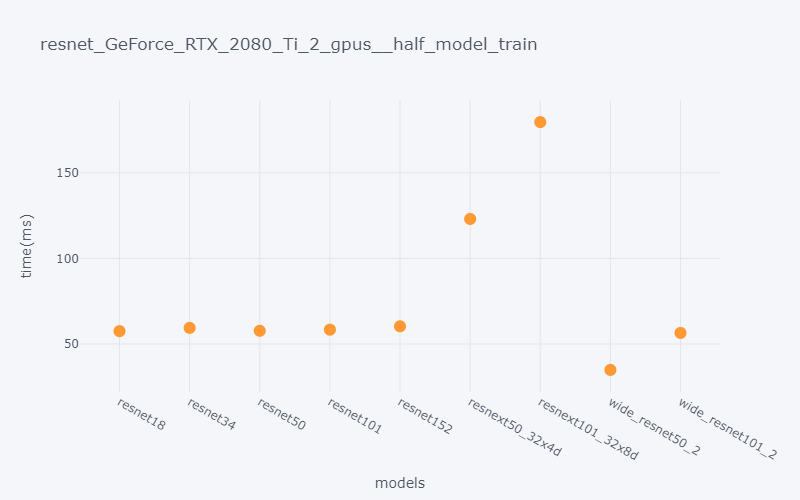 resnet_GeForce_RTX_2080_Ti_2_gpus__half_model_train
time(ms)
150
100
50
resnet18
resnet34
resnet50
resnet101
resnet152
resnext50_32x4d
resnext101_32x8d
wide_resnet50_2
wide_resnet101_2
models